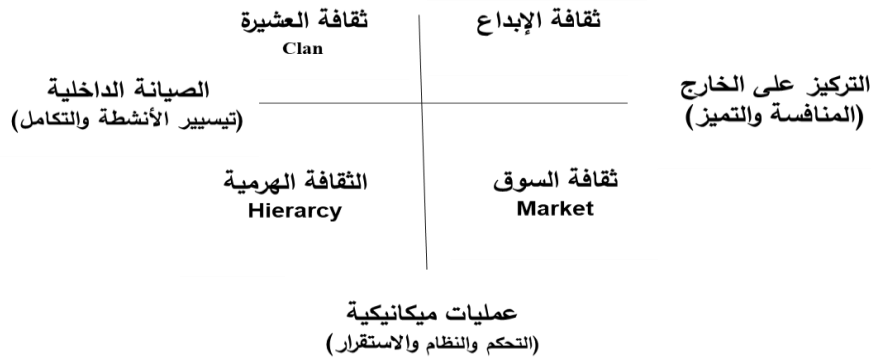 ثقافة الإبداع
ثقافة العشيرة
Clan
التركيز على الخارج
(المنافسة والتميز)
الصيانة الداخلية
(تيسيير الأنشطة والتكامل)
ثقافة السوق
Market
الثقافة الهرمية
Hierarcy
عمليات ميكانيكية
(التحكم والنظام والاستقرار)